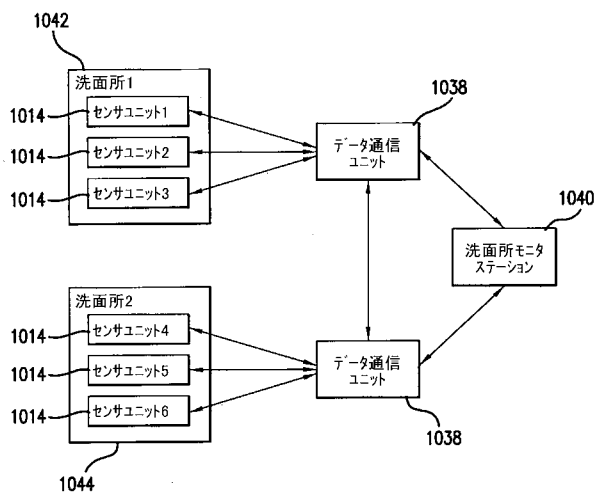 1042
洗面所1
1014
センサユニット1
1014
センサユニット2
1014
センサユニット3
1038
データ通信
ユニット
1040
洗面所モニタ
ステーション
洗面所2
1014
センサユニット4
1014
センサユニット5
1014
センサユニット6
1044
データ通信
ユニット
1038